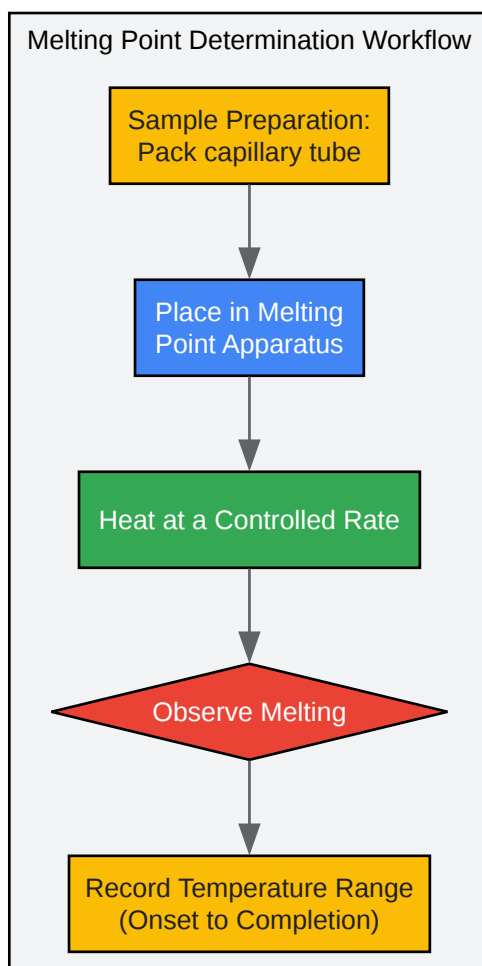 Melting Point Determination Workflow
Sample Preparation:
Pack capillary tube
Place in Melting
Point Apparatus
Heat at a Controlled Rate
Observe Melting
Record Temperature Range
(Onset to Completion)